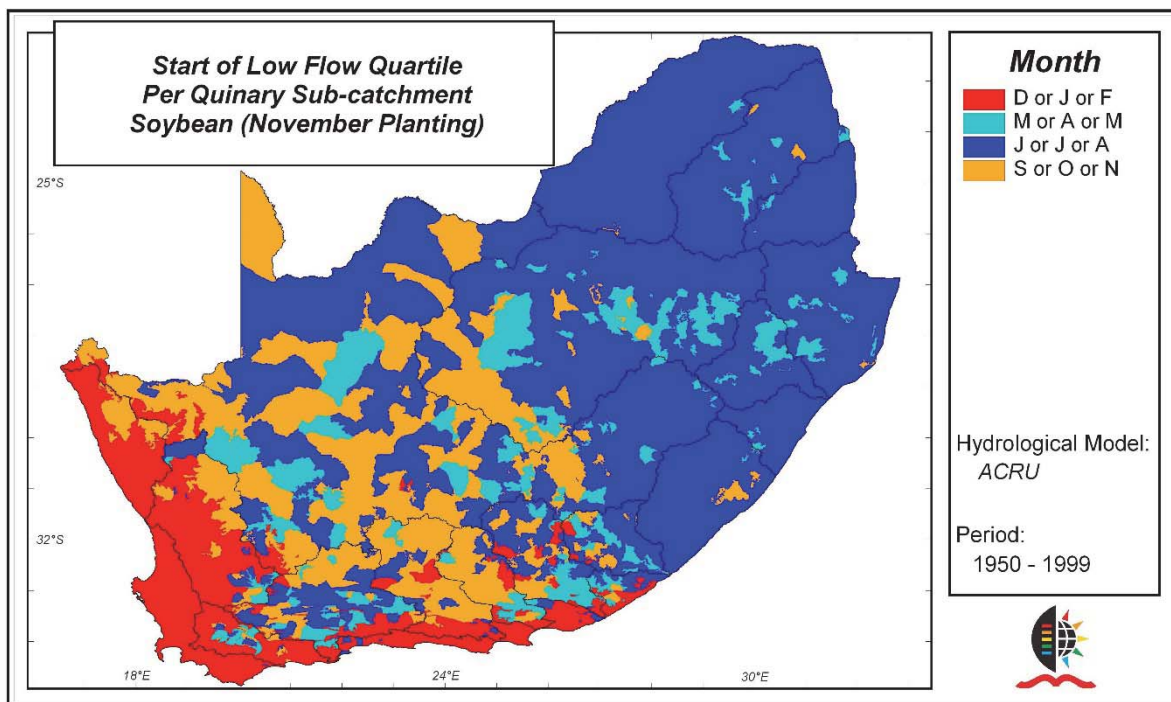 Start of Low Flow Quartile
Per Quinary Sub-catchment
Soybean (November Planting)
25°S
32°S
18°E
24°E
30°E
Month
D or J or F
M or A or M
J or J or A
S or O or N
Hydrological Model:
ACRU
Period:
1950 - 1999